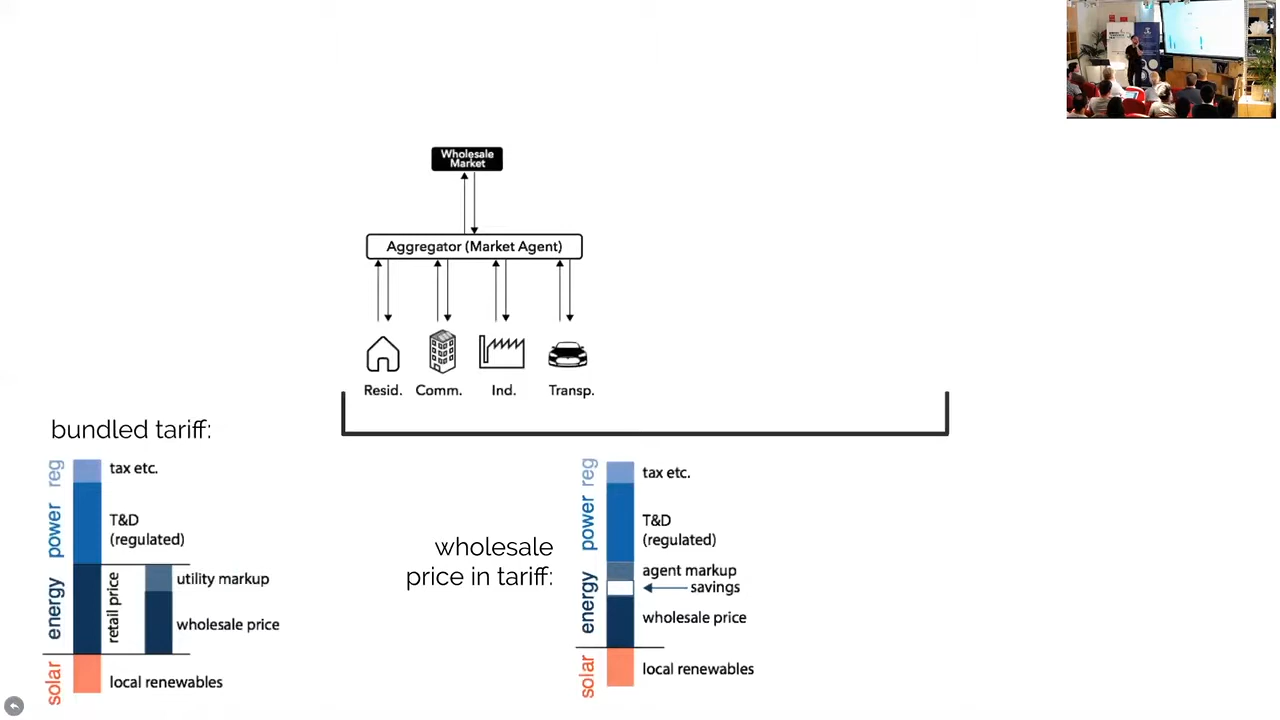 Wholesale
Market
Aggregator (Market Agent)
Resid.
Comm.
Ind.
Transp.
bundled tariff:
reg
power
energy
solar
tax etc.
T&D
(regulated)
retail price
utility markup
wholesale price
local renewables
wholesale
price in tariff:
reg
power
energy
solar
tax etc.
T&D
(regulated)
agent markup
savings
wholesale price
local renewables